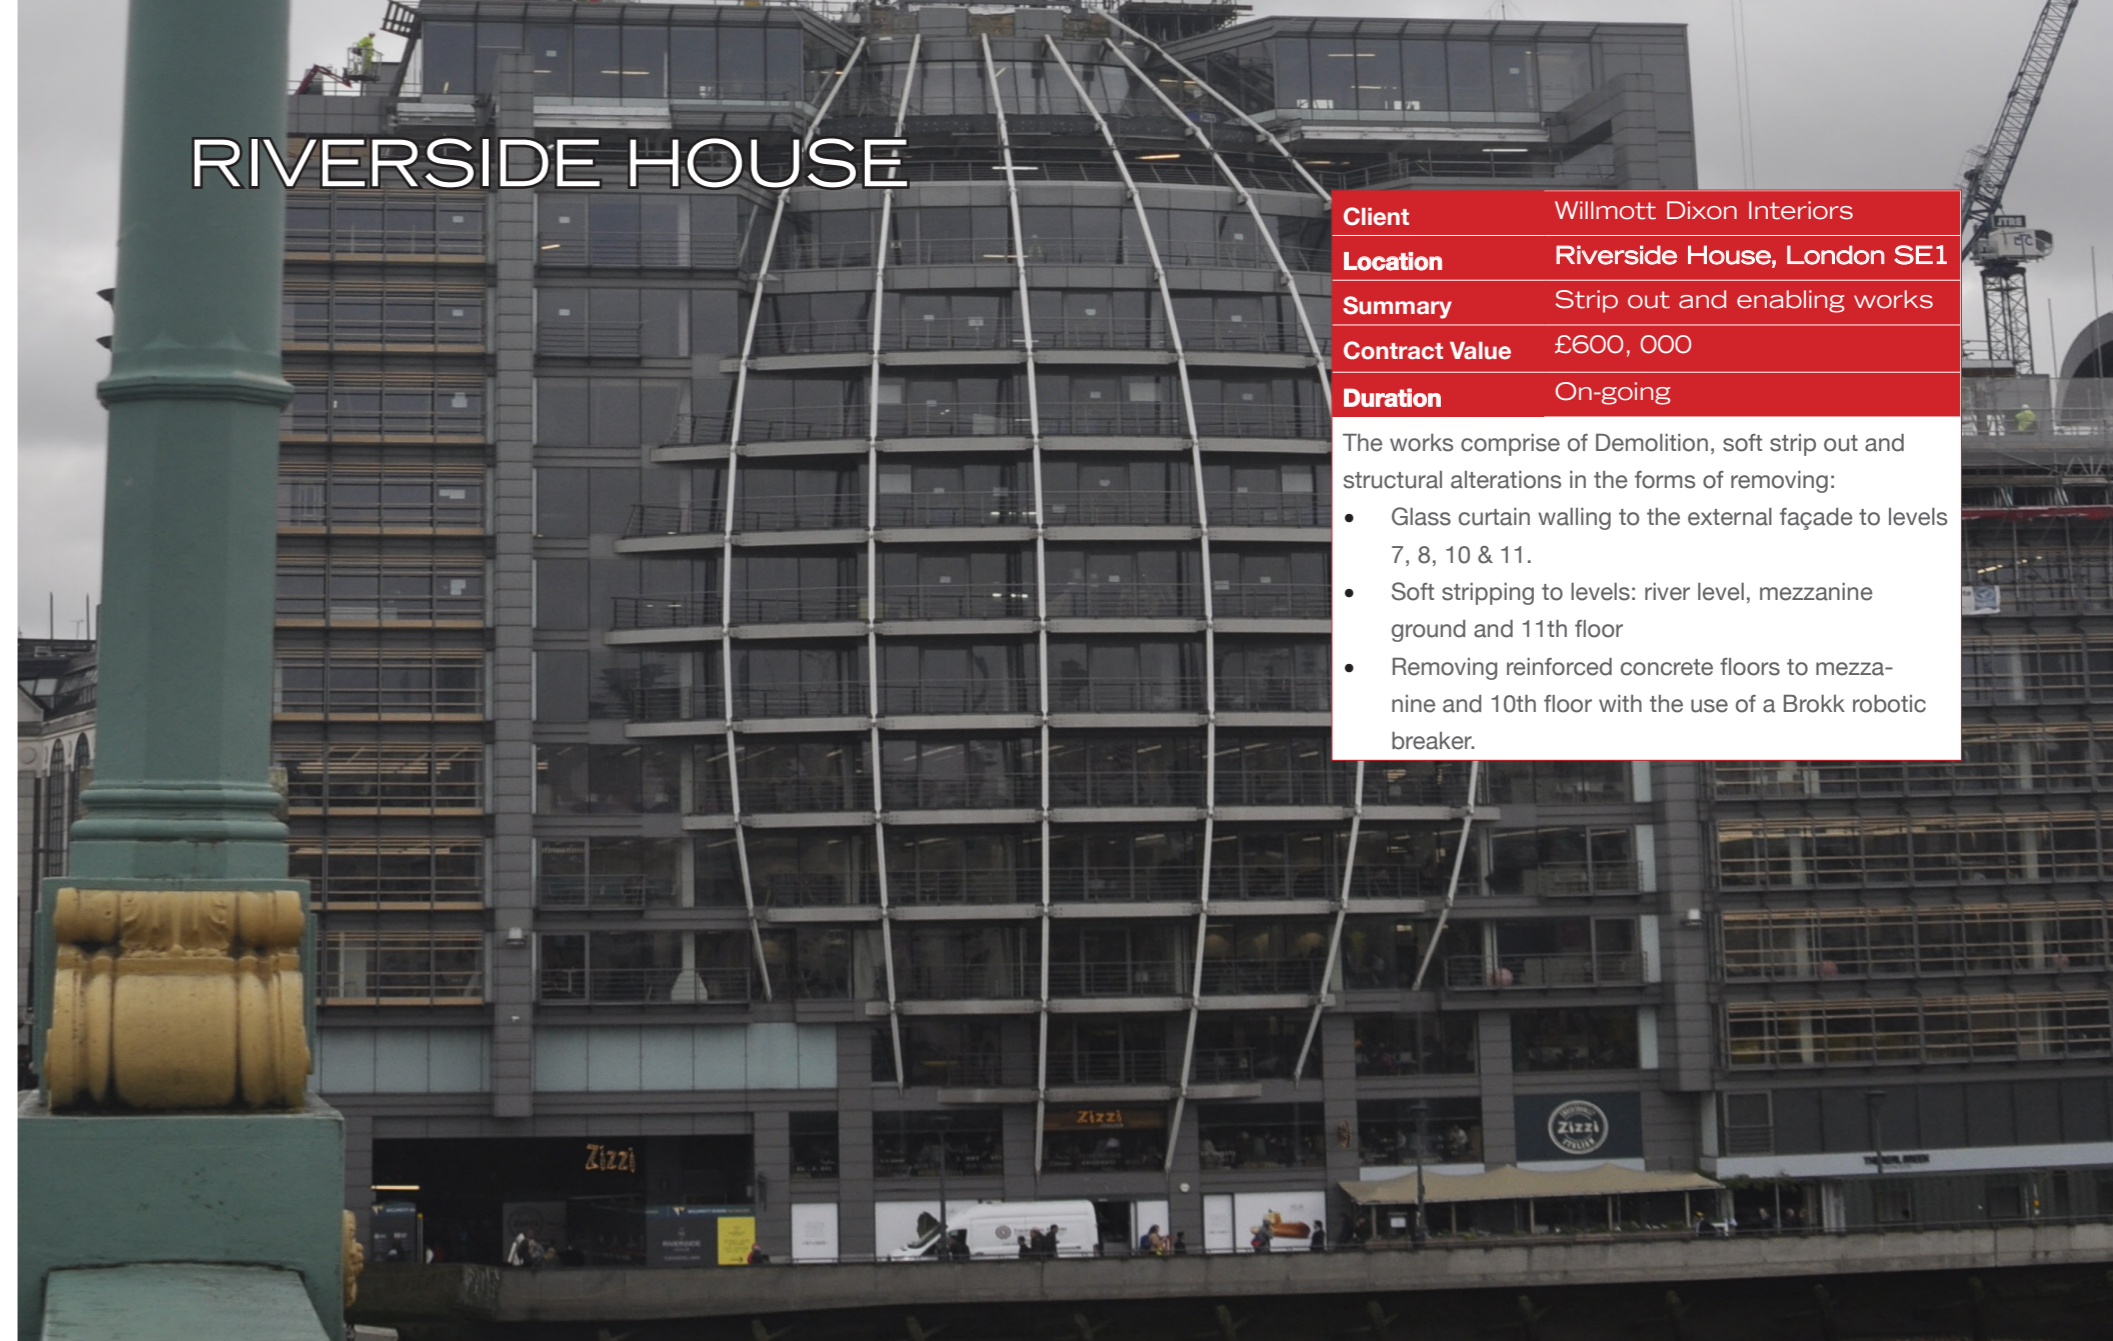 RIVERSIDE HOUSE
Client Willmott Dixon Interiors
Location Riverside House, London SE1
Summary Strip out and enabling works
Contract Value £600, 000
Duration On-going
The works comprise of Demolition, soft strip out and
structural alterations in the forms of removing:
• Glass curtain walling to the external façade to levels
7, 8, 10 & 11.
• Soft stripping to levels: river level, mezzanine
ground and 11th floor
• Removing reinforced concrete floors to mezza-
nine and 10th floor with the use of a Brokk robotic
breaker.
JTRS
Zizzi
Zizzi
Zizzi
ITALIAN
RIVERSIDE